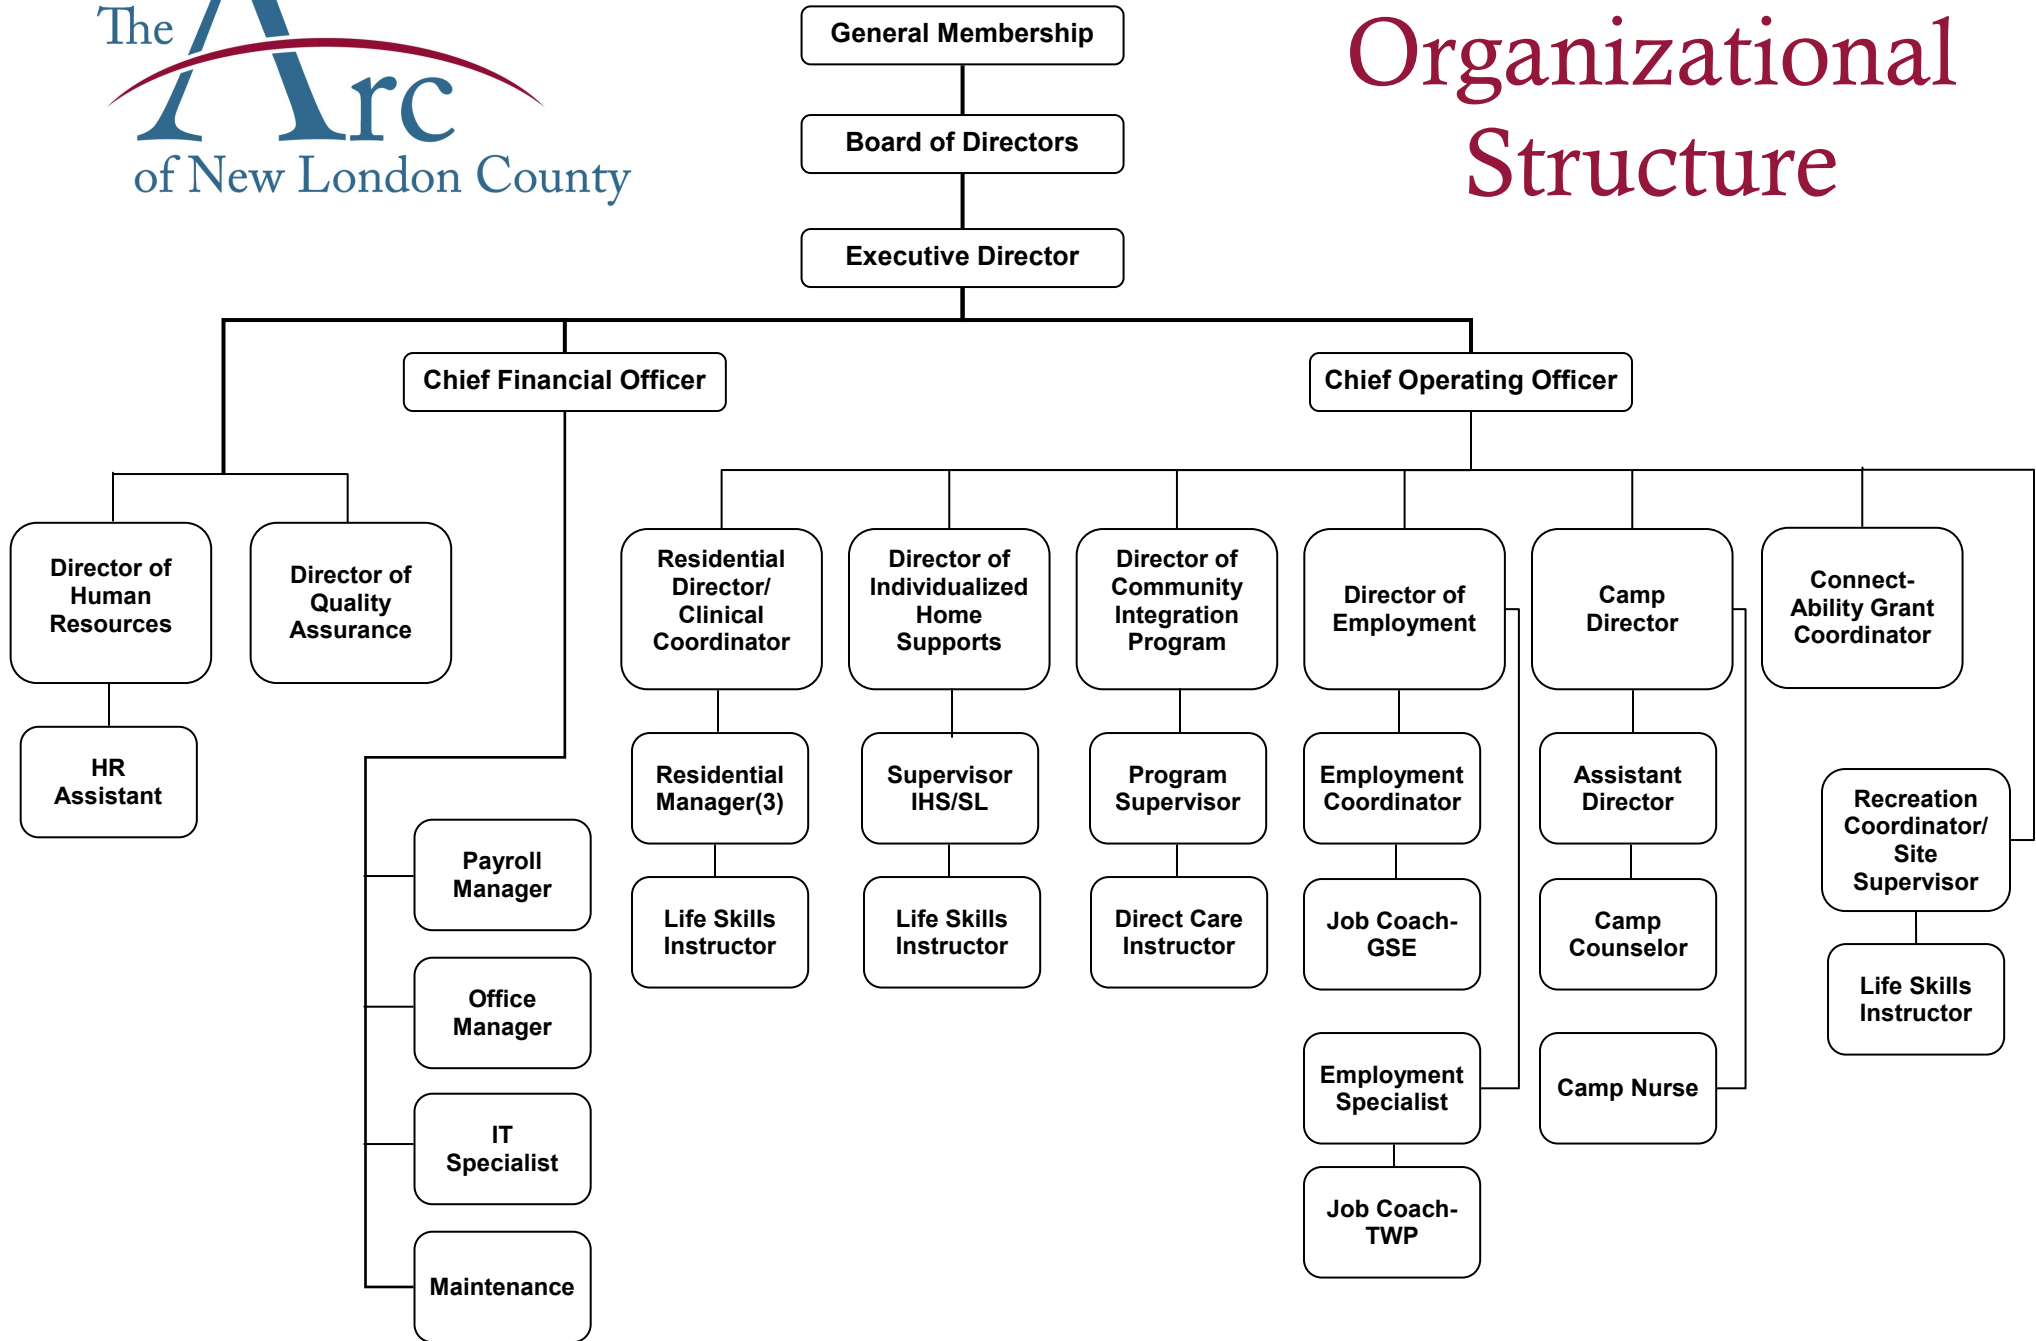 The
Arc
of New London County
Organizational
Structure
General Membership
Board of Directors
Executive Director
Chief Financial Officer
Chief Operating Officer
Director of
Human
Resources
Director of
Quality
Assurance
Residential
Director/
Clinical
Coordinator
Director of
Individualized
Home
Supports
Director of
Community
Integration
Program
Director of
Employment
Camp
Director
Connect-
Ability Grant
Coordinator
HR
Assistant
Residential
Manager(3)
Supervisor
IHS/SL
Program
Supervisor
Employment
Coordinator
Assistant
Director
Recreation
Coordinator/
Site
Supervisor
Payroll
Manager
Life Skills
Instructor
Life Skills
Instructor
Direct Care
Instructor
Job Coach-
GSE
Camp
Counselor
Life Skills
Instructor
Office
Manager
Employment
Specialist
Camp Nurse
IT
Specialist
Job Coach-
TWP
Maintenance